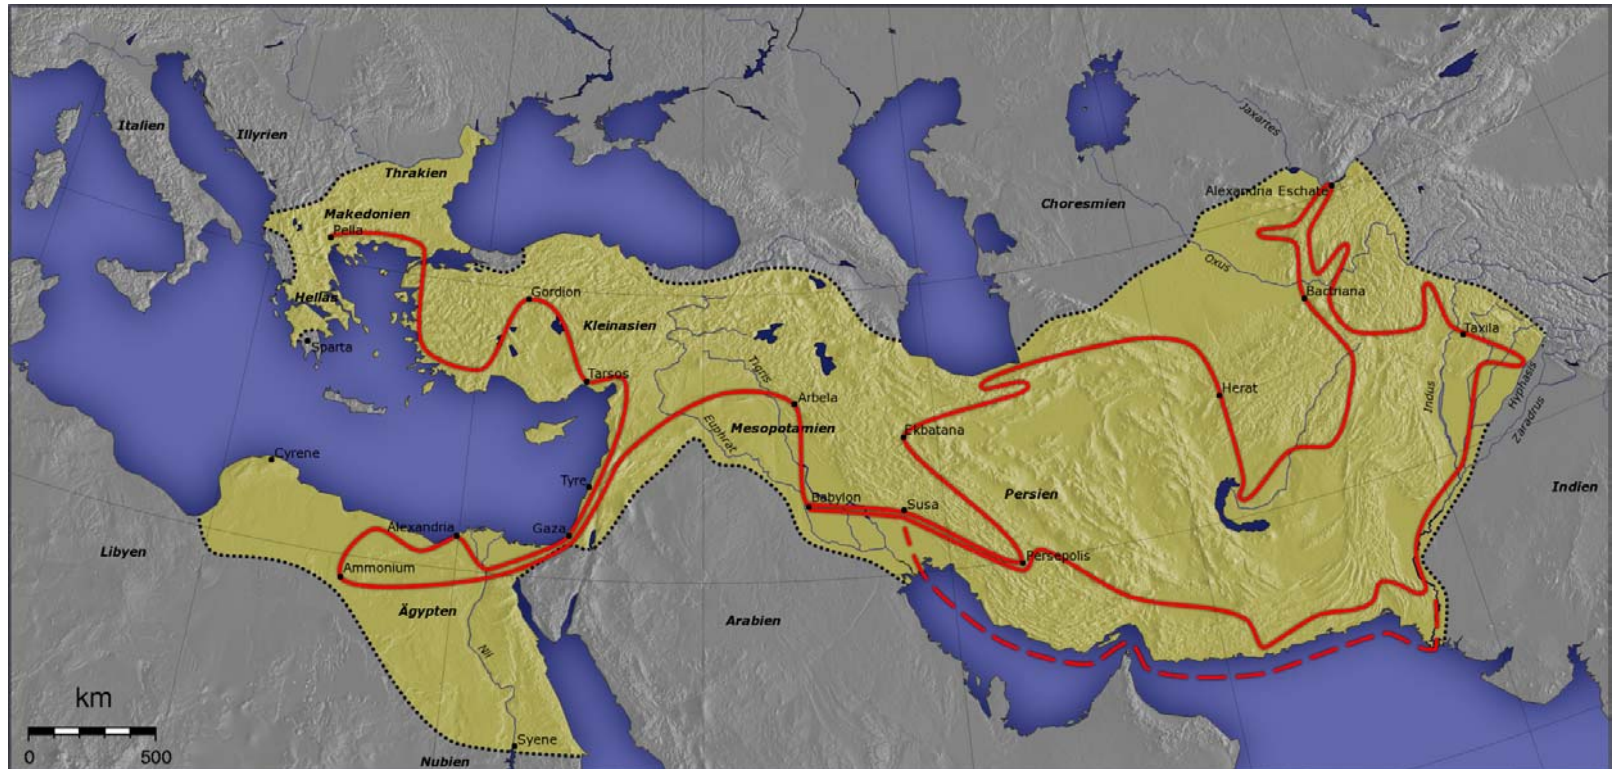 Jaxartes
Italien
Illyrien
Thrakien
Alexandria Eschate
Choresmien
Makedonien
Pella
Oxus
Gordion
Bactriana
Hellas
Kleinasien
Taxila
Sparta
Tarsos
Tigris
Arbela
Herat
Indus
Hyphasis
Zaradrus
Mesopotamien
Euphrat
Ekbatana
Cyrene
Tyre
Persien
Indien
Babylon
Susa
Alexandria
Gaza
Libyen
Persepolis
Ammonium
Ägypten
Arabien
Nil
km
0 500
Syene
Nubien